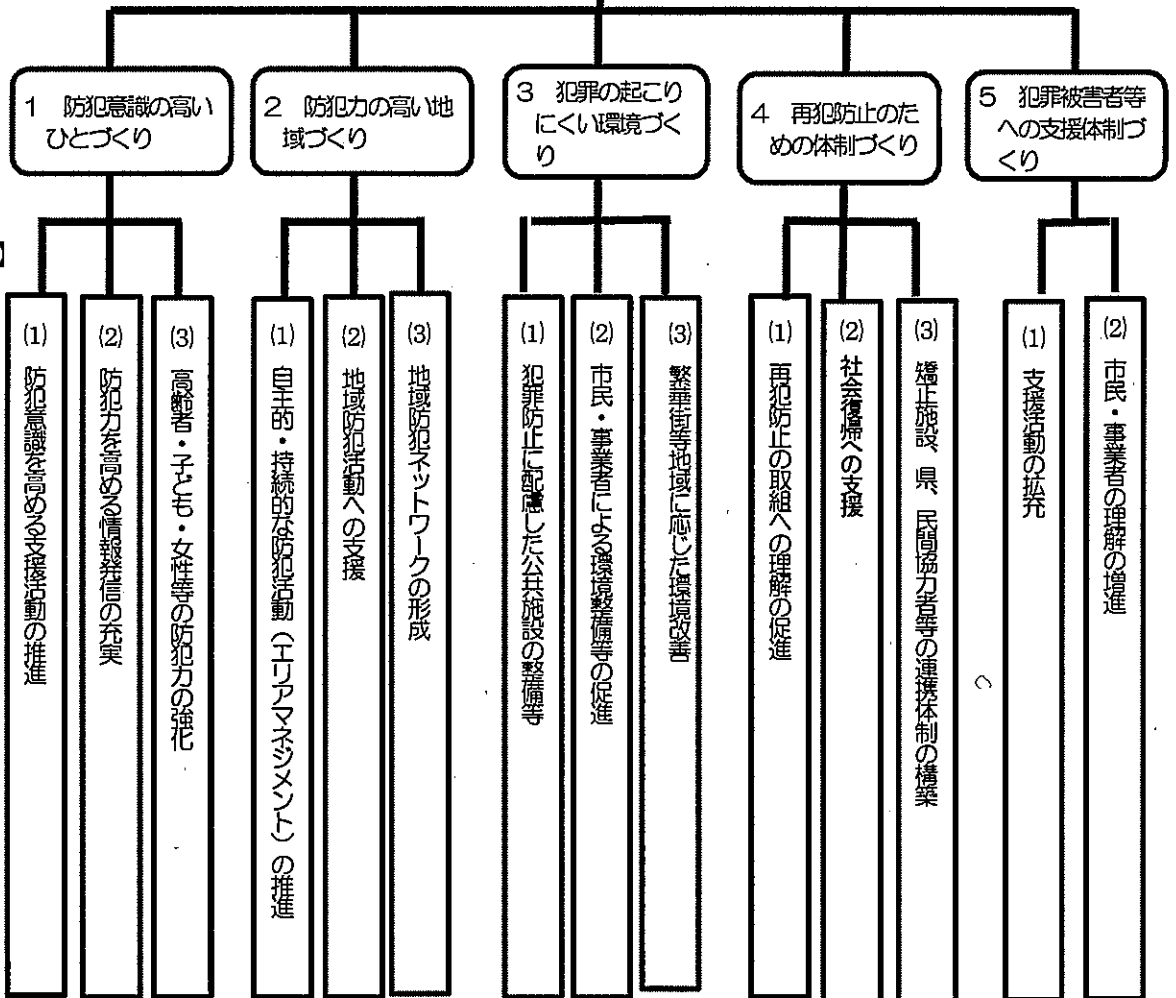 1 防犯意識の高い
ひとづくり
2 防犯力の高い地
域づくり
3 犯罪の起こり
にくい環境づく
り
4 再犯防止のた
めの体制づくり
5 犯罪被害者等
への支援体制づ
くり
】
(1) 防犯意識を高める支援活動の推進
(2) 防犯力を高める情報発信の充実
(3) 高齢者・子ども・女性等の防犯力の強化
(1) 自主的・持続的な防犯活動（エリアマネジメント）の推進
(2) 地域防犯活動への支援
(3) 地域防犯ネットワークの形成
(1) 犯罪防止に配慮した公共施設の整備等
(2) 市民・事業者による環境整備等の促進
(3) 繁華街等地域に応じた環境改善
(1) 再犯防止の取組への理解の促進
(2) 社会復帰への支援
(3) 矯正施設、県、民間協力者等の連携体制の構築
(1) 支援活動の拡充
(2) 市民・事業者の理解の増進